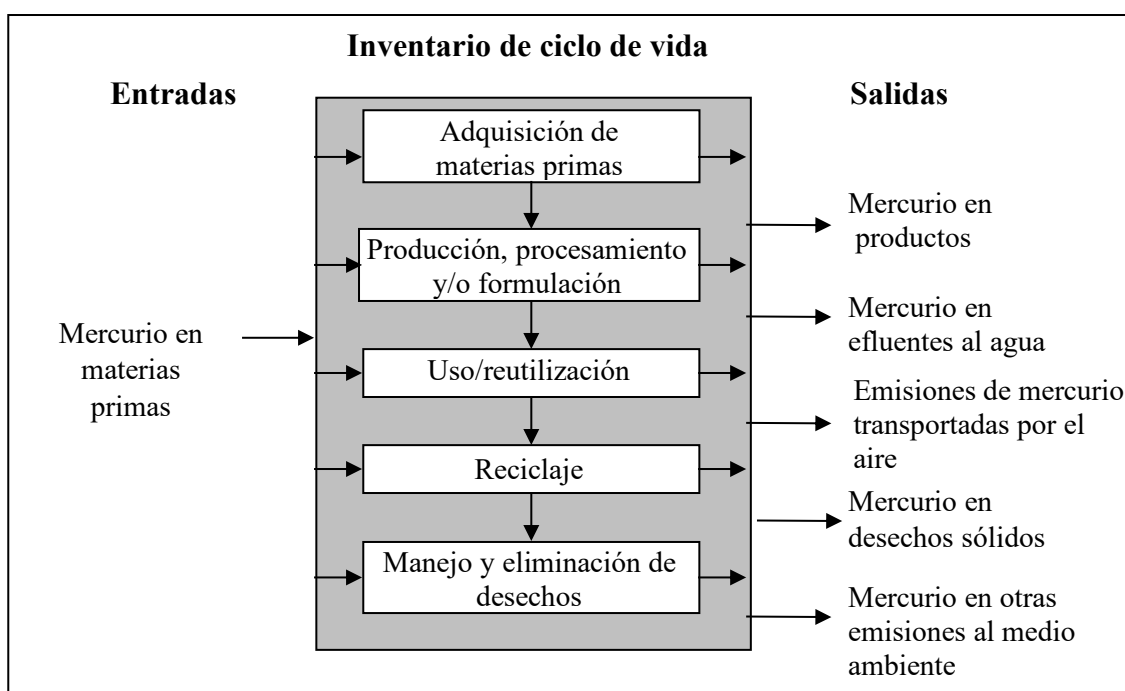 Inventario de ciclo de vida
Entradas
Salidas
Mercurio en
materias
primas
Adquisición de
materias primas
Producción, procesamiento
y/o formulación
Uso/reutilización
Reciclaje
Manejo y eliminación de
desechos
Mercurio en
productos
Mercurio en
efluentes al agua
Emisiones de mercurio
transportadas por el
aire
Mercurio en
desechos sólidos
Mercurio en otras
emisiones al medio
ambiente